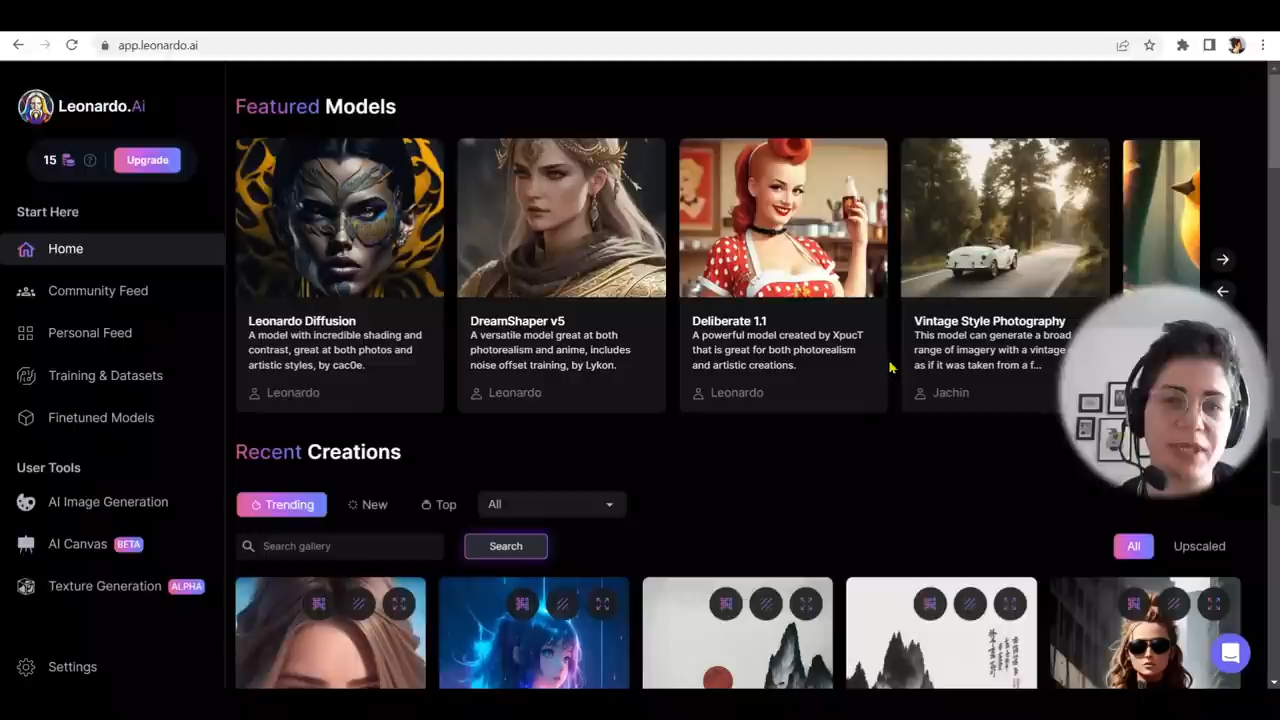 app.leonardo.ai
Leonardo.Ai
15
Upgrade
Start Here
Home
Community Feed
Personal Feed
Training & Datasets
Finetuned Models
User Tools
AI Image Generation
AI Canvas BETA
Texture Generation ALPHA
Settings
Featured Models
Leonardo Diffusion
A model with incredible shading and
contrast, great at both photos and
artistic styles, by cac0e.
Leonardo
DreamShaper v5
A versatile model great at both
photorealism and anime, includes
noise offset training, by Lykon.
Leonardo
Deliberate 1.1
A powerful model created by XpucT
that is great for both photorealism
and artistic creations.
Leonardo
Vintage Style Photography
This model can generate a broad
range of imagery with a vintage
as if it was taken from a f...
Jachin
Recent Creations
Trending
New
Top
All
Search gallery
Search
All
Upscaled